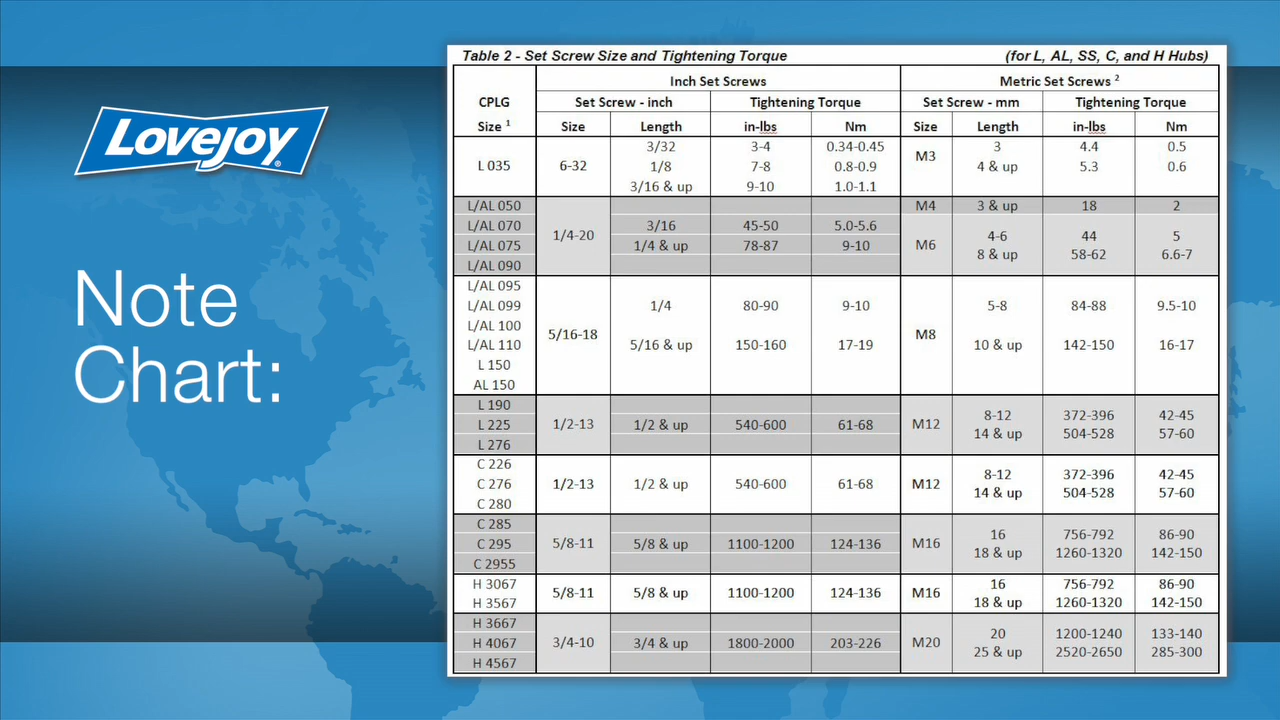 Lovejoy®
Note
Chart:
Table 2 - Set Screw Size and Tightening Torque (for L, AL, SS, C, and H Hubs)
CPLG Size ¹ Inch Set Screws Metric Set Screws ²
Set Screw - inch Tightening Torque Set Screw - mm Tightening Torque
Size Length in-lbs Nm Size Length in-lbs Nm
L 035 6-32 3/32 3-4 0.34-0.45 M3 3 4.4 0.5
1/8 7-8 0.8-0.9 4 & up 5.3 0.6
3/16 & up 9-10 1.0-1.1
L/AL 050 1/4-20 M4 3 & up 18 2
L/AL 070 3/16 45-50 5.0-5.6 M6 4-6 44 5
L/AL 075 1/4 & up 78-87 9-10 8 & up 58-62 6.6-7
L/AL 090
L/AL 095 5/16-18 M8
L/AL 099 1/4 80-90 9-10 5-8 84-88 9.5-10
L/AL 100
L/AL 110 5/16 & up 150-160 17-19 10 & up 142-150 16-17
L 150
AL 150
L 190 1/2-13 M12 8-12 372-396 42-45
L 225 1/2 & up 540-600 61-68 14 & up 504-528 57-60
L 276
C 226 1/2-13 M12 8-12 372-396 42-45
C 276 1/2 & up 540-600 61-68 14 & up 504-528 57-60
C 280
C 285 5/8-11 M16 16 756-792 86-90
C 295 5/8 & up 1100-1200 124-136 18 & up 1260-1320 142-150
C 2955
H 3067 5/8-11 5/8 & up 1100-1200 124-136 M16 16 756-792 86-90
H 3567 18 & up 1260-1320 142-150
H 3667 3/4-10 M20 20 1200-1240 133-140
H 4067 3/4 & up 1800-2000 203-226 25 & up 2520-2650 285-300
H 4567